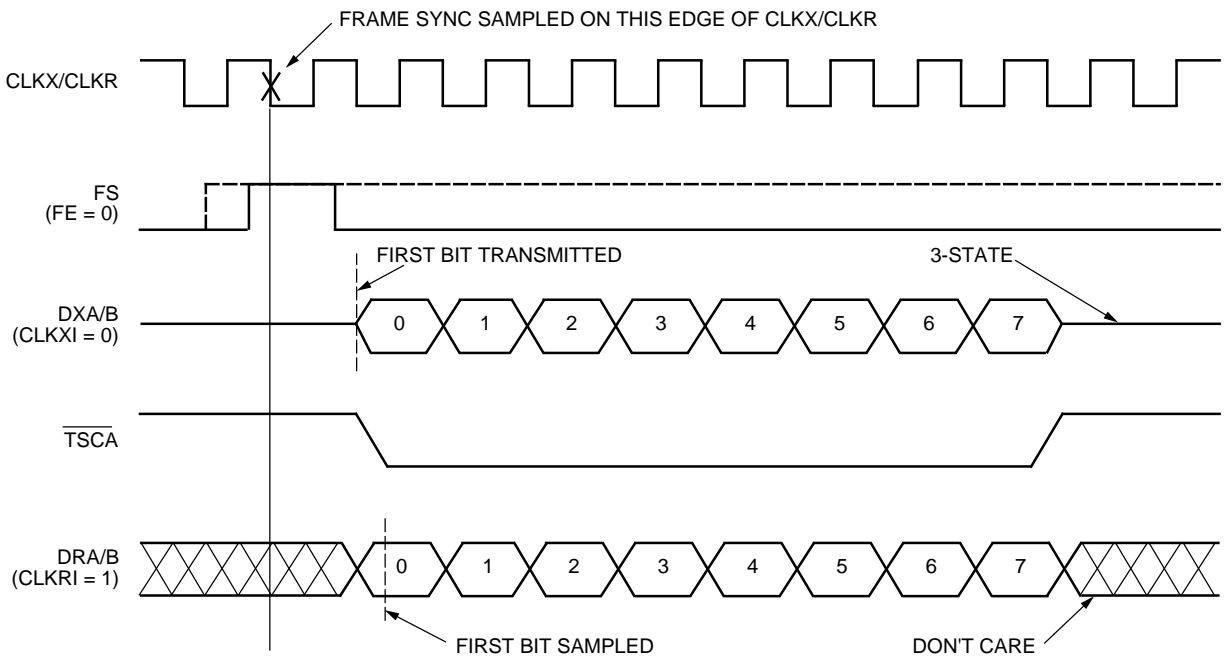 FRAME SYNC SAMPLED ON THIS EDGE OF CLKX/CLKR
CLKX/CLKR
FS
(FE = 0)
FIRST BIT TRANSMITTED
3-STATE
DXA/B
(CLKXI = 0)
0 1 2 3 4 5 6 7
TSCA
DRA/B
(CLKRI = 1)
0 1 2 3 4 5 6 7
FIRST BIT SAMPLED
DON'T CARE